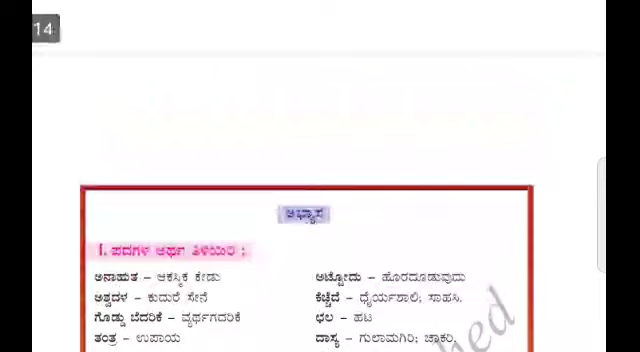 14
ಅಭ್ಯಾಸ
I. ಪದಗಳ ಅರ್ಥ ತಿಳಿಯಿರಿ :
ಅನಾಹುತ – ಆಕಸ್ಮಿಕ ಕೇಡು
ಅಶ್ವದಳ – ಕುದುರೆ ಸೇನೆ
ಗೊಡ್ಡು ಬೆದರಿಕೆ – ವ್ಯರ್ಥಗದರಿಕೆ
ತಂತ್ರ – ಉಪಾಯ
ಅಟ್ಟೋದು – ಹೊರದೂಡುವುದು
ಕೆಚ್ಚೆದೆ – ಧೈರ್ಯಶಾಲಿ; ಸಾಹಸಿ.
ಛಲ – ಹಟ
ದಾಸ್ಯ – ಗುಲಾಮಗಿರಿ; ಚಾಕರಿ.